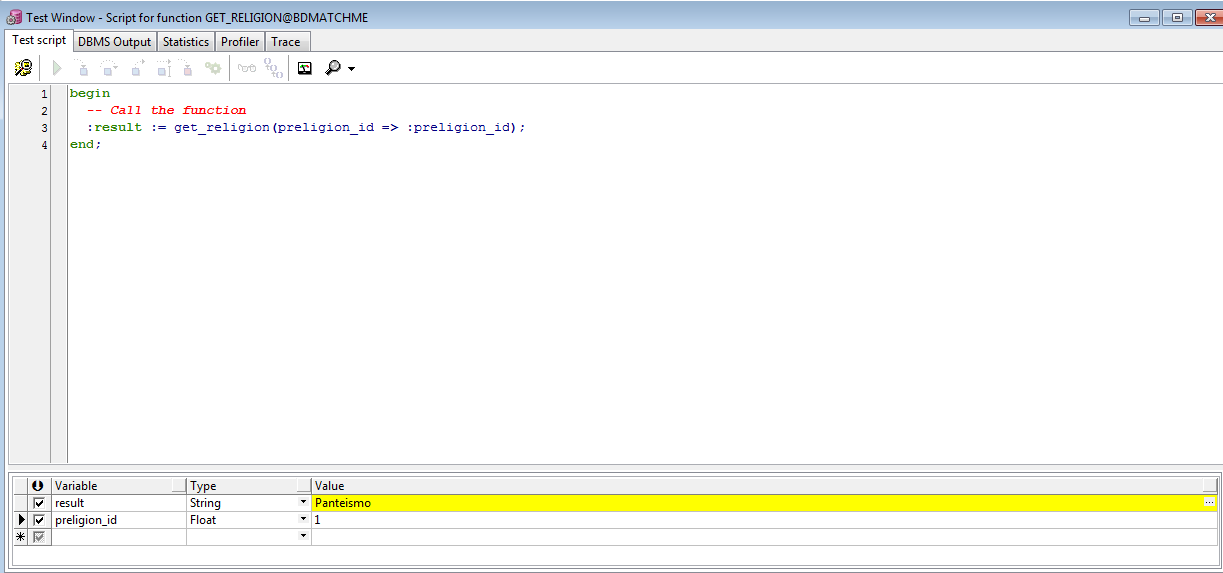 Test Window - Script for function GET_RELIGION@BDMATCHME
Test script DBMS Output Statistics Profiler Trace
1 begin
2 -- Call the function
3 :result := get_religion(preligion_id => :preligion_id);
4 end;
Variable Type Value
result String Panteismo ...
preligion_id Float 1